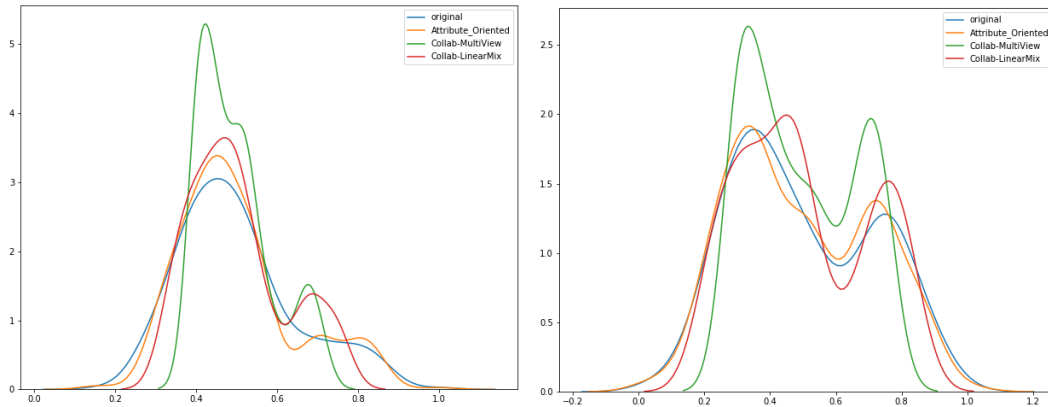 original
Attribute_Oriented
Collab-MultiView
Collab-LinearMix
5
4
3
2
1
0
0.0 0.2 0.4 0.6 0.8 1.0
original
Attribute_Oriented
Collab-MultiView
Collab-LinearMix
2.5
2.0
1.5
1.0
0.5
0.0
−0.2 0.0 0.2 0.4 0.6 0.8 1.0 1.2